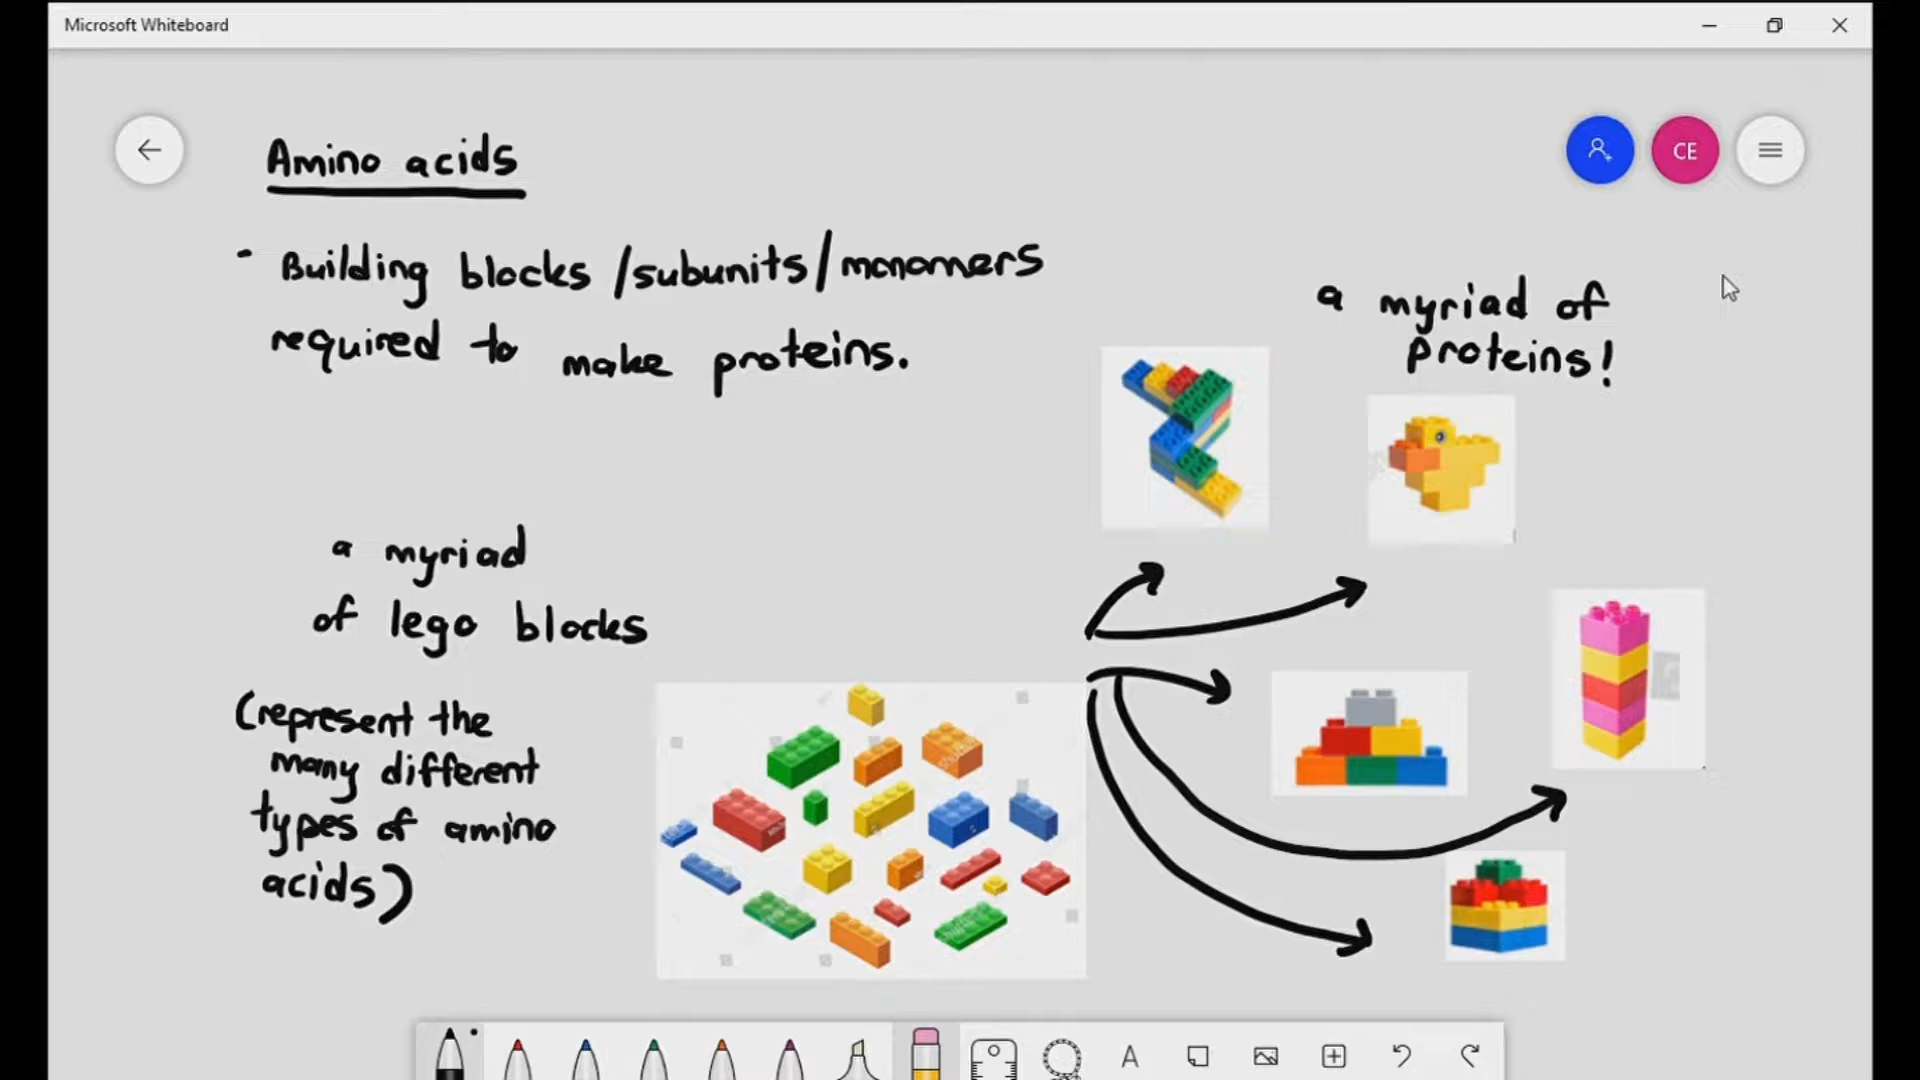 Microsoft Whiteboard
CE
Amino acids
- Building blocks /subunits/monomers
required to make proteins.
a myriad of
proteins!
a myriad
of lego blocks
(represent the
many different
types of amino
acids)